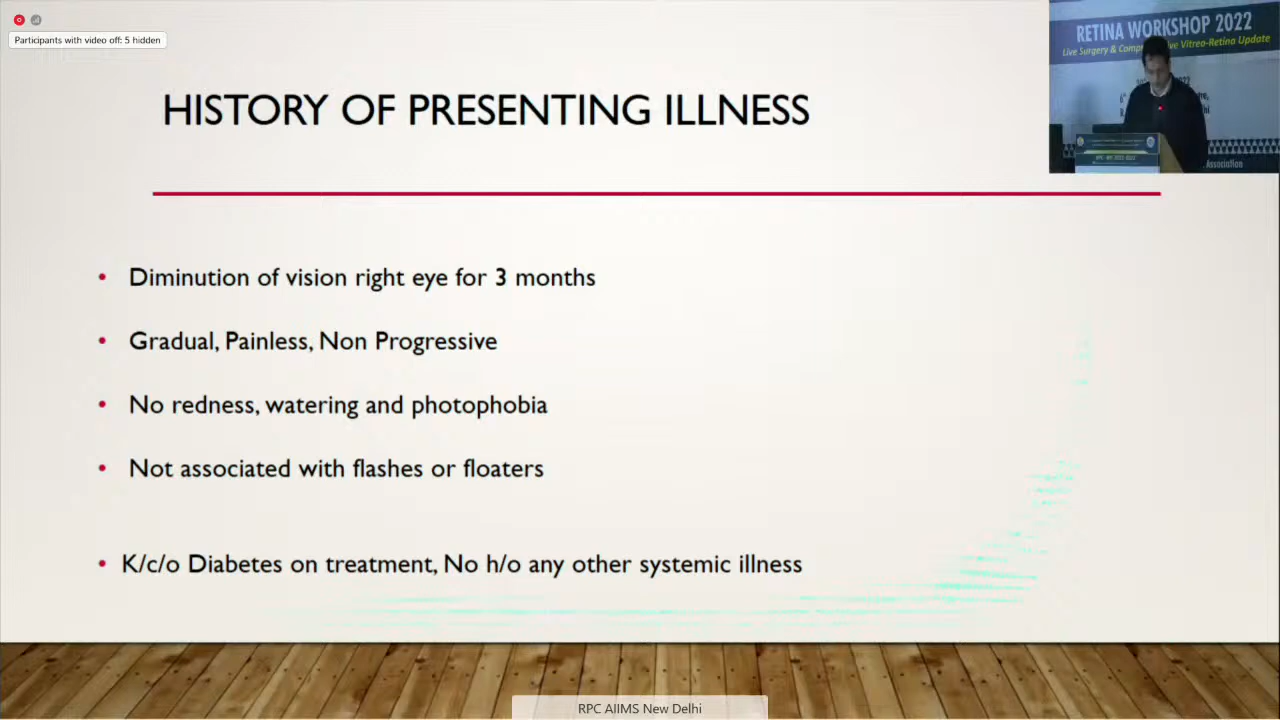 Participants with video off: 5 hidden
RETINA WORKSHOP 2022
Live Surgery & Vitreo-Retina Update
HISTORY OF PRESENTING ILLNESS
Association
• Diminution of vision right eye for 3 months
• Gradual, Painless, Non Progressive
• No redness, watering and photophobia
• Not associated with flashes or floaters
• K/c/o Diabetes on treatment, No h/o any other systemic illness
RPC AIIMS New Delhi